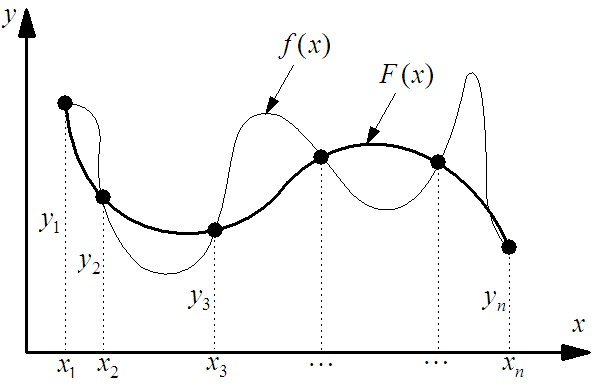 y
f(x)
F(x)
y₁
y₂
y₃
yₙ
x
x₁ x₂ x₃ ... ... xₙ